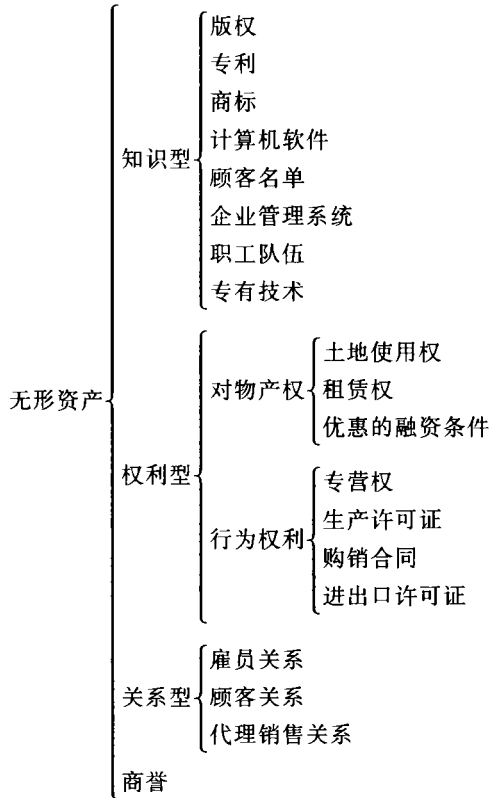 无形资产
知识型
版权
专利
商标
计算机软件
顾客名单
企业管理系统
职工队伍
专有技术
权利型
对物产权
土地使用权
租赁权
优惠的融资条件
行为权利
专营权
生产许可证
购销合同
进出口许可证
关系型
雇员关系
顾客关系
代理销售关系
商誉